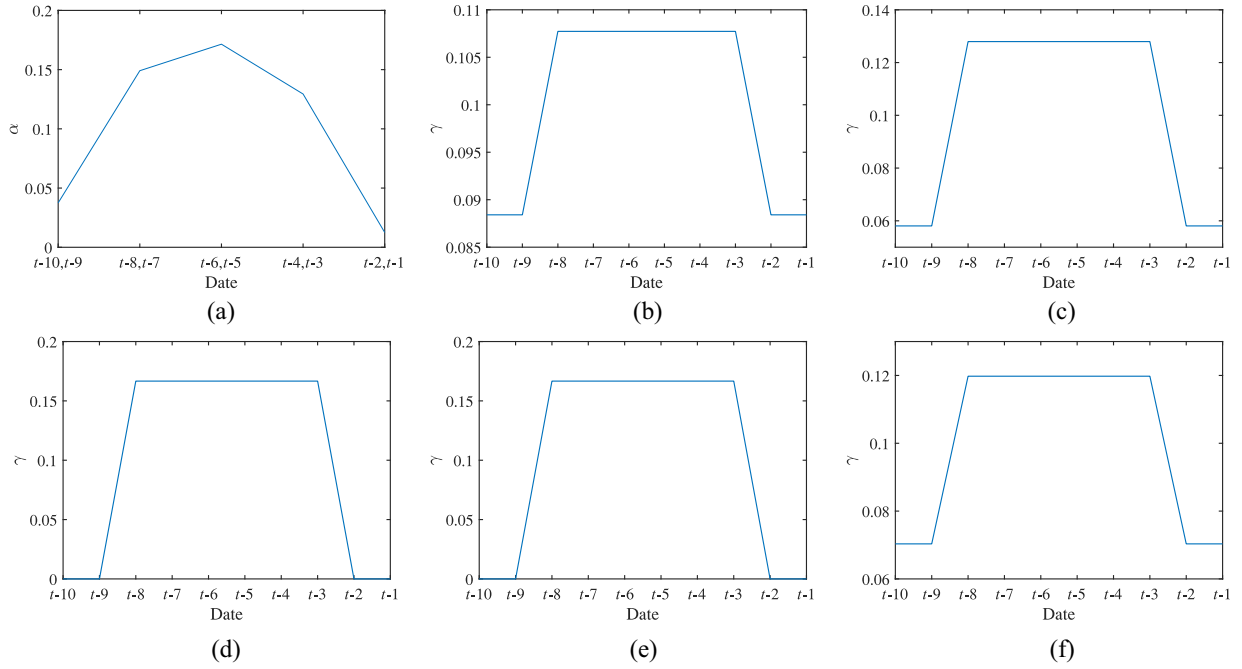 0.2
0.15
0.1
0.05
0
α
t-10,t-9 t-8,t-7 t-6,t-5 t-4,t-3 t-2,t-1
Date
(a)
0.11
0.105
0.1
0.095
0.09
0.085
γ
t-10 t-9 t-8 t-7 t-6 t-5 t-4 t-3 t-2 t-1
Date
(b)
0.14
0.12
0.1
0.08
0.06
γ
t-10 t-9 t-8 t-7 t-6 t-5 t-4 t-3 t-2 t-1
Date
(c)
0.2
0.15
0.1
0.05
0
γ
t-10 t-9 t-8 t-7 t-6 t-5 t-4 t-3 t-2 t-1
Date
(d)
0.2
0.15
0.1
0.05
0
γ
t-10 t-9 t-8 t-7 t-6 t-5 t-4 t-3 t-2 t-1
Date
(e)
0.12
0.1
0.08
0.06
γ
t-10 t-9 t-8 t-7 t-6 t-5 t-4 t-3 t-2 t-1
Date
(f)